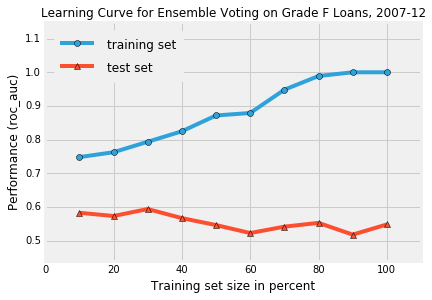 Learning Curve for Ensemble Voting on Grade F Loans, 2007-12
training set
test set
1.1
1.0
0.9
0.8
0.7
0.6
0.5
Performance (roc_auc)
0 20 40 60 80 100
Training set size in percent